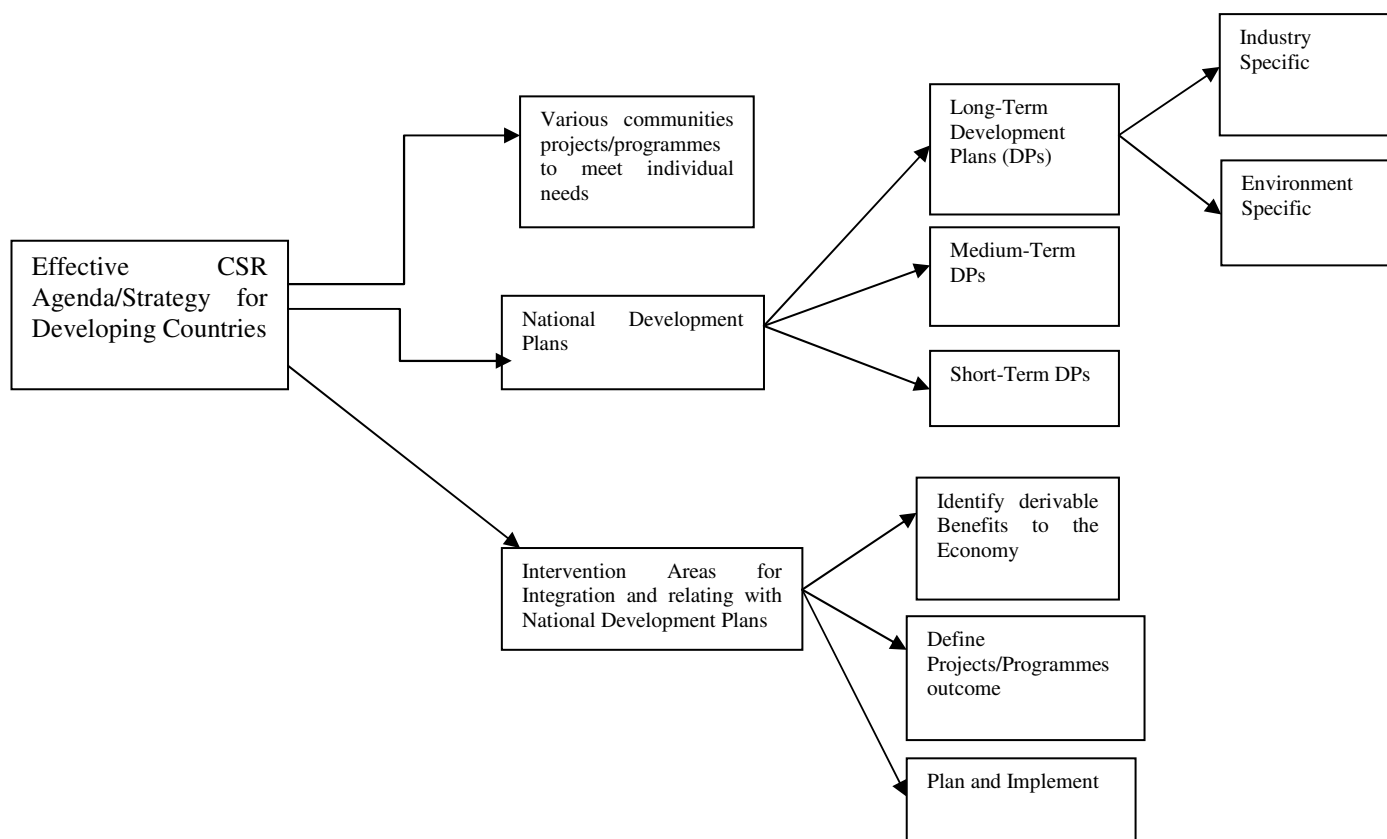 Industry
Specific
Various communities
projects/programmes
to meet individual
needs
Long-Term
Development
Plans (DPs)
Environment
Specific
Effective CSR
Agenda/Strategy for
Developing Countries
Medium-Term
DPs
National Development
Plans
Short-Term DPs
Identify derivable
Benefits to the
Economy
Intervention Areas for
Integration and relating with
National Development Plans
Define
Projects/Programmes
outcome
Plan and Implement